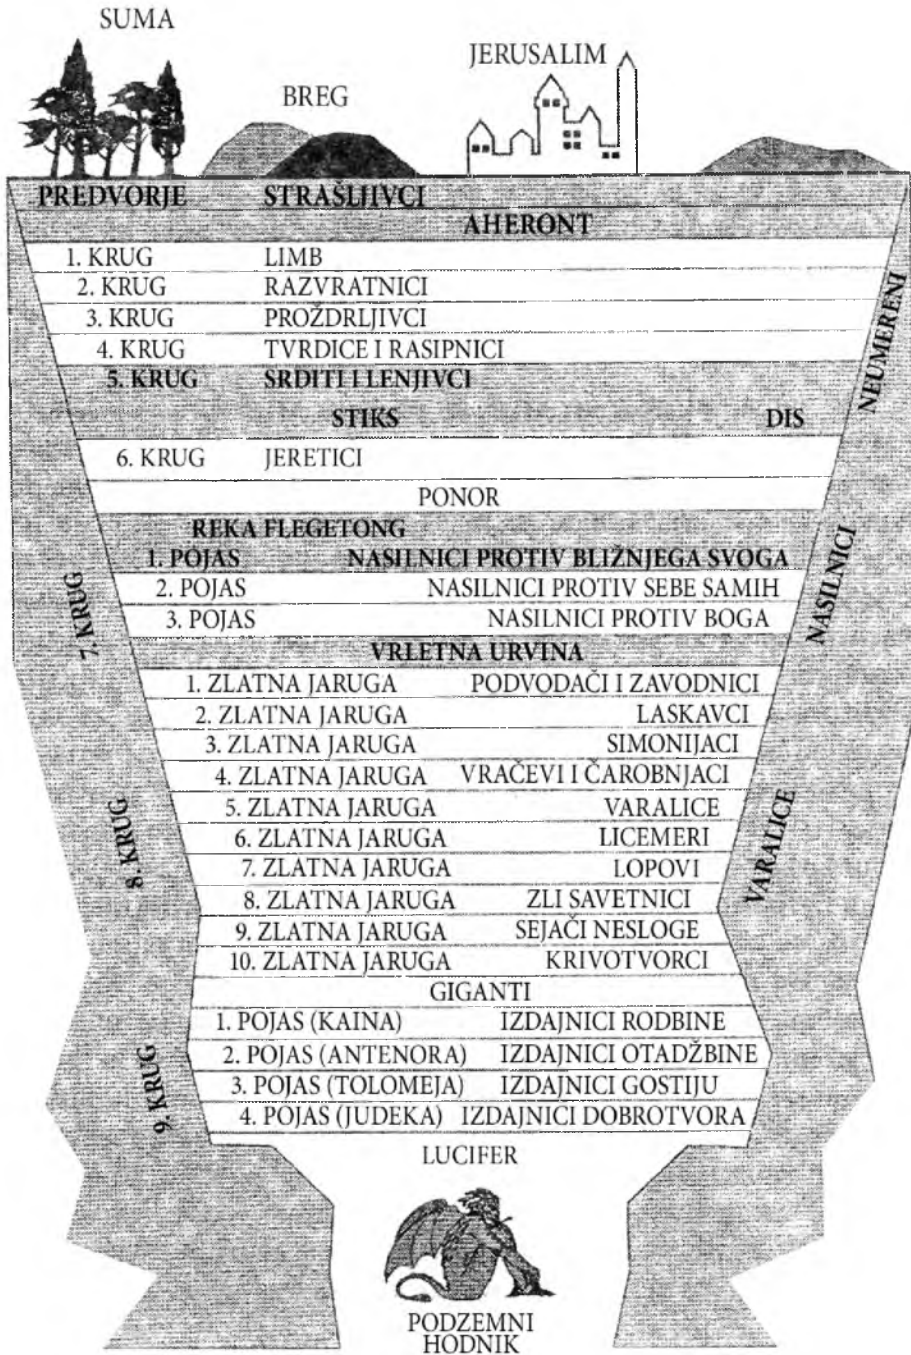 SUMA
BREG
JERUSALIM
PREDVORJE STRAŠLJIVCI
AHERONT
1. KRUG LIMB
2. KRUG RAZVRATNICI
3. KRUG PROŽDRLJIVCI
4. KRUG TVRDICE I RASIPNICI
5. KRUG SRDITI I LENJIVCI
STIKS DIS
NEUMERENI
6. KRUG JERETICI
PONOR
REKA FLEGETONG
1. POJAS NASILNICI PROTIV BLIŽNJEGA SVOGA
2. POJAS NASILNICI PROTIV SEBE SAMIH
3. POJAS NASILNICI PROTIV BOGA
7. KRUG
NASILNICI
VRLETNA URVINA
1. ZLATNA JARUGA PODVODAČI I ZAVODNICI
2. ZLATNA JARUGA LASKAVCI
3. ZLATNA JARUGA SIMONIJACI
4. ZLATNA JARUGA VRAČEVI I ČAROBNJACI
5. ZLATNA JARUGA VARALICE
6. ZLATNA JARUGA LICEMERI
7. ZLATNA JARUGA LOPOVI
8. ZLATNA JARUGA ZLI SAVETNICI
9. ZLATNA JARUGA SEJAČI NESLOGE
10. ZLATNA JARUGA KRIVOTVORCI
8. KRUG
VARALICE
GIGANTI
1. POJAS (KAINA) IZDAJNICI RODBINE
2. POJAS (ANTENORA) IZDAJNICI OTADŽBINE
3. POJAS (TOLOMEJA) IZDAJNICI GOSTIJU
4. POJAS (JUDEKA) IZDAJNICI DOBROTVORA
9. KRUG
LUCIFER
PODZEMNI
HODNIK